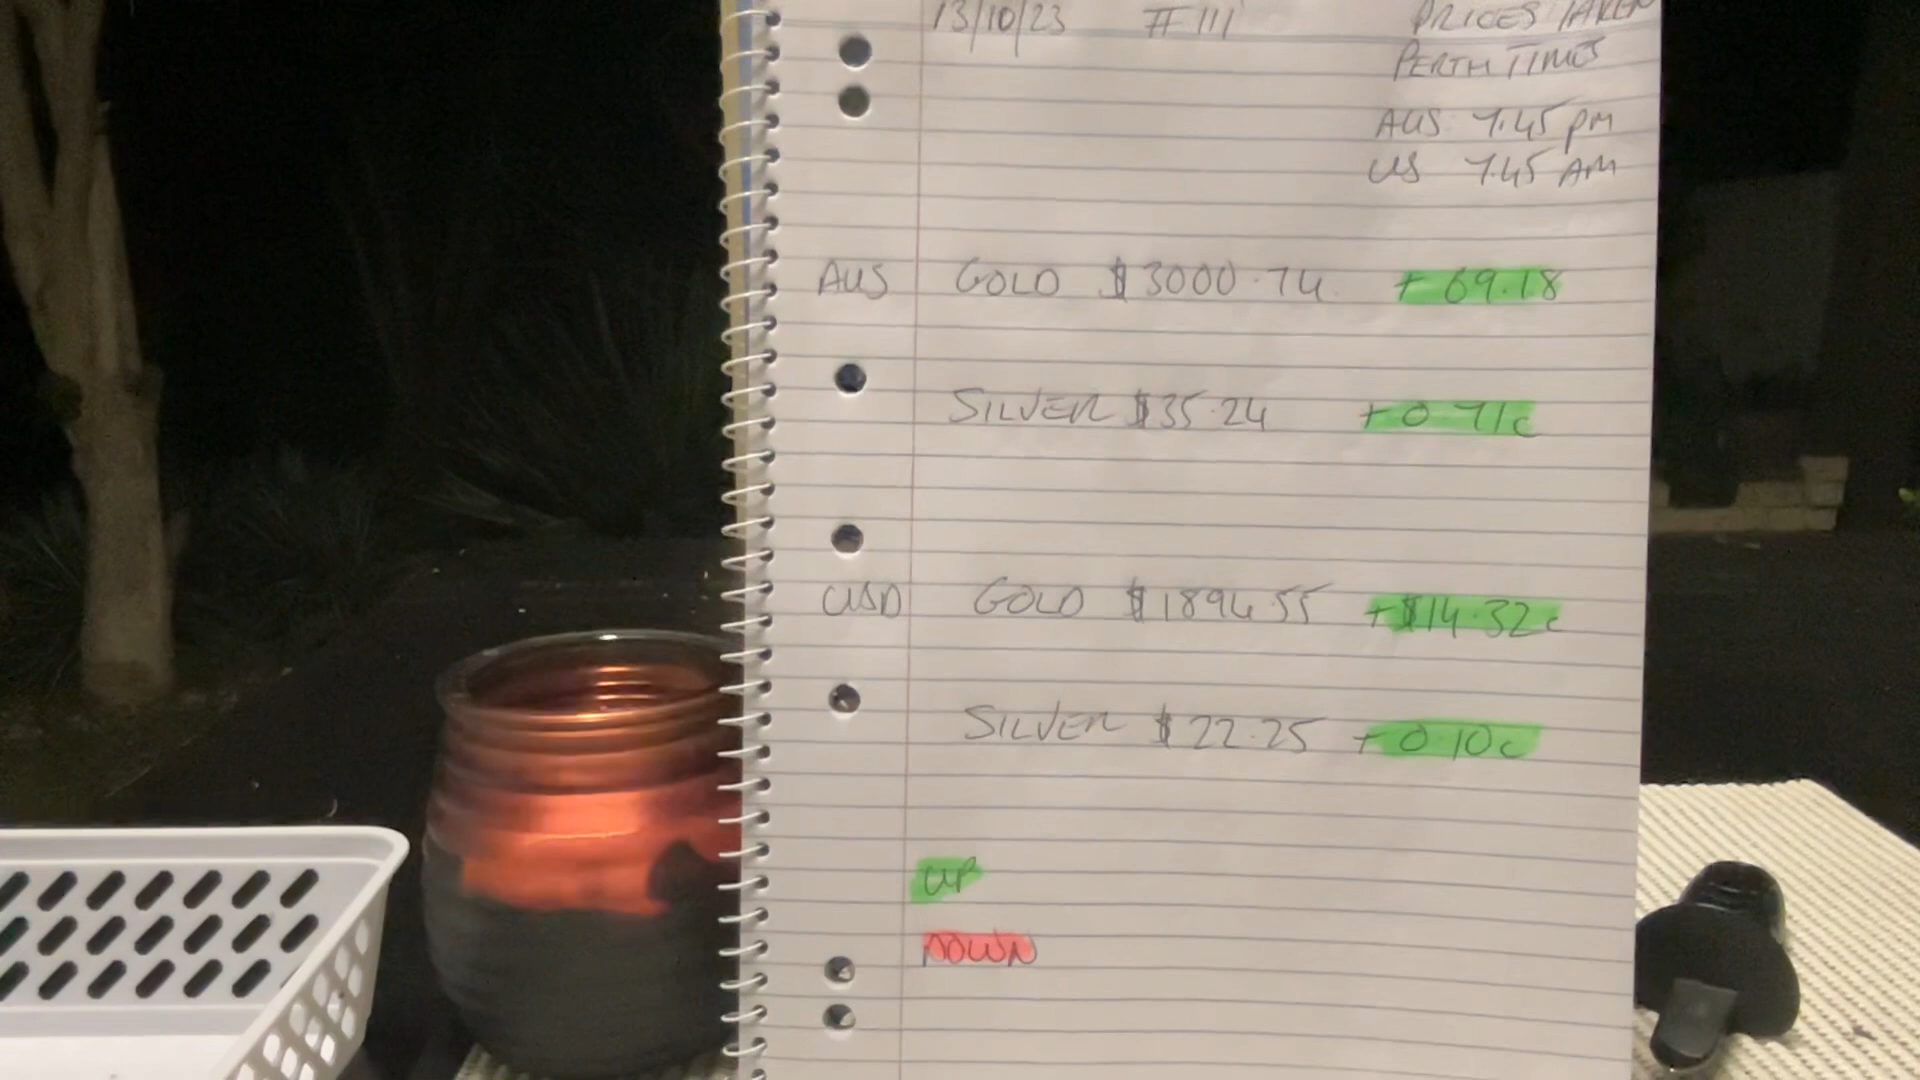 13/10/23 #111 PRICES TAKEN
PERTH TIMES
AUS 7.45 pm
US 7.45 AM
AUS GOLD $3000.74 +69.18
SILVER $35.24 +0.71c
USD GOLD $1894.55 +$14.32c
SILVER $22.25 +0.10c
UP
DOWN